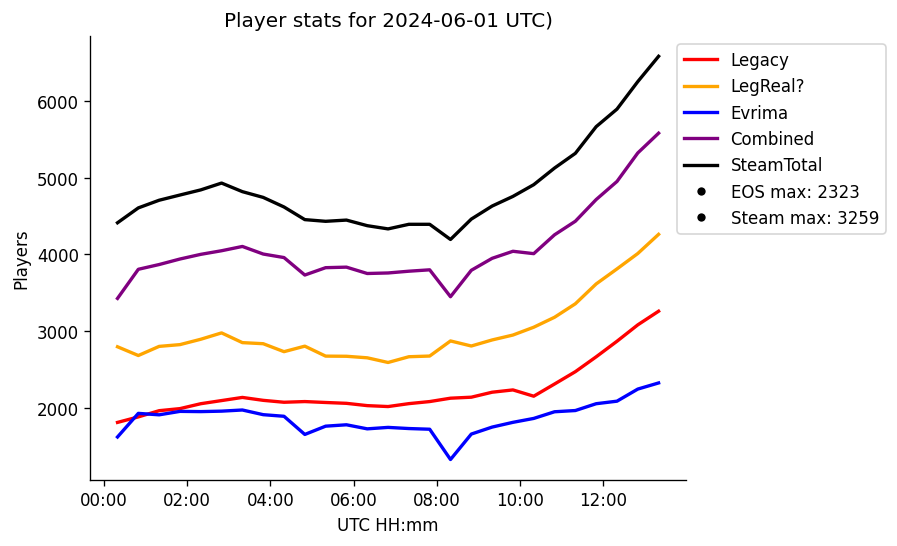 Player stats for 2024-06-01 UTC)
Players
6000
5000
4000
3000
2000
00:00 02:00 04:00 06:00 08:00 10:00 12:00
UTC HH:mm
Legacy
LegReal?
Evrima
Combined
SteamTotal
EOS max: 2323
Steam max: 3259